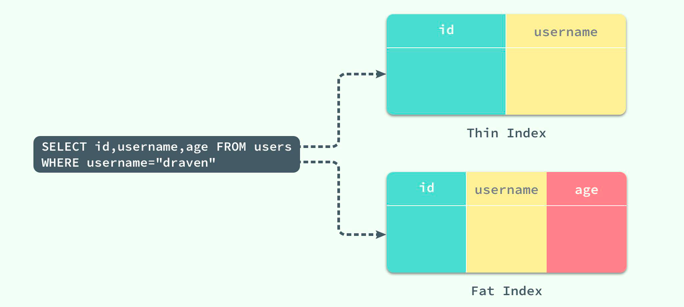 id
username
Thin Index
SELECT id,username,age FROM users
WHERE username="draven"
id
username
age
Fat Index